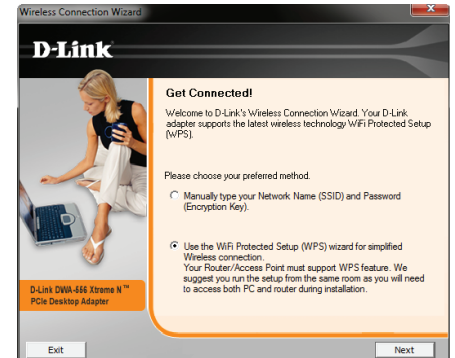 Wireless Connection Wizard
D-Link
Get Connected!
Welcome to D-Link's Wireless Connection Wizard. Your D-Link
adapter supports the latest wireless technology WiFi Protected Setup
(WPS).
Please choose your preferred method.
Manually type your Network Name (SSID) and Password
(Encryption Key).
Use the WiFi Protected Setup (WPS) wizard for simplified
Wireless connection.
Your Router/Access Point must support WPS feature. We
suggest you run the setup from the same room as you will need
to access both PC and router during installation.
D-Link DWA-556 Xtreme N™
PCIe Desktop Adapter
Exit
Next